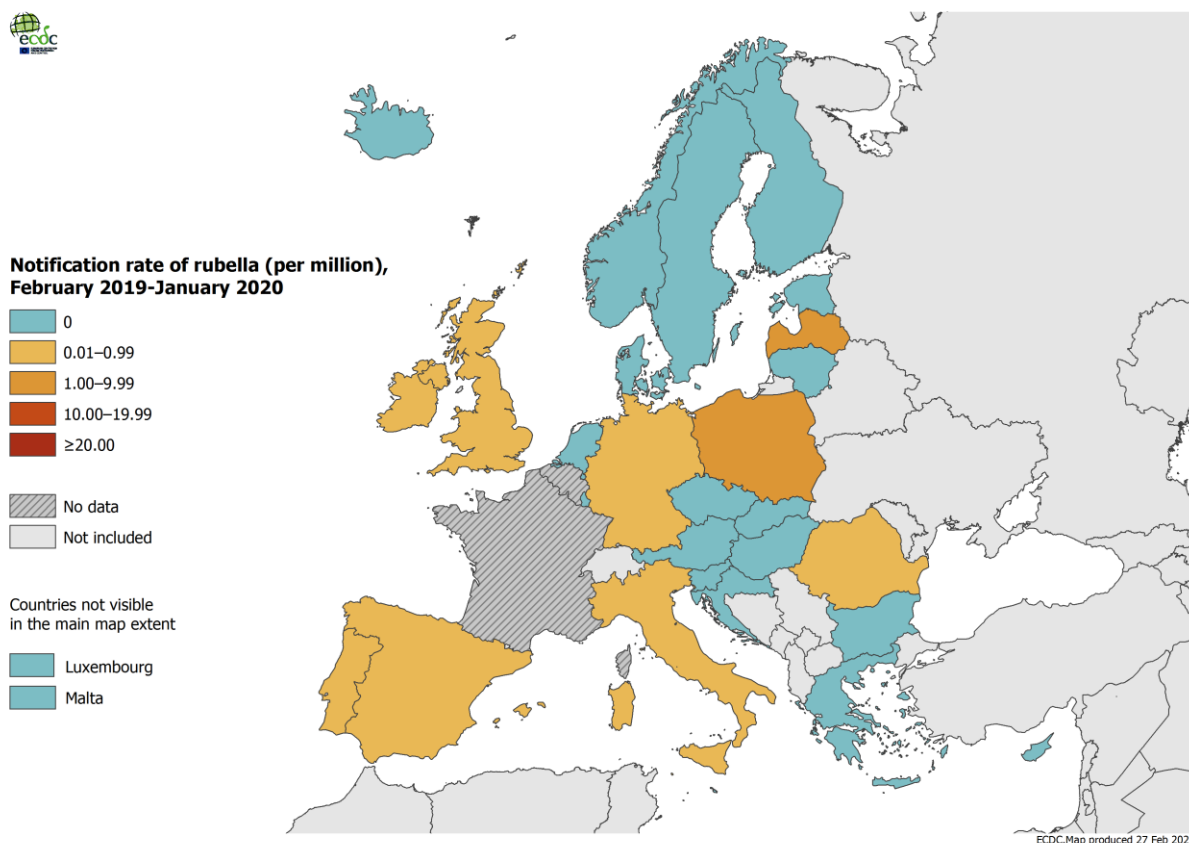 ecdc
Notification rate of rubella (per million),
February 2019-January 2020
0
0.01–0.99
1.00–9.99
10.00–19.99
≥20.00
No data
Not included
Countries not visible
in the main map extent
Luxembourg
Malta
ECDC.Map produced 27 Feb 202